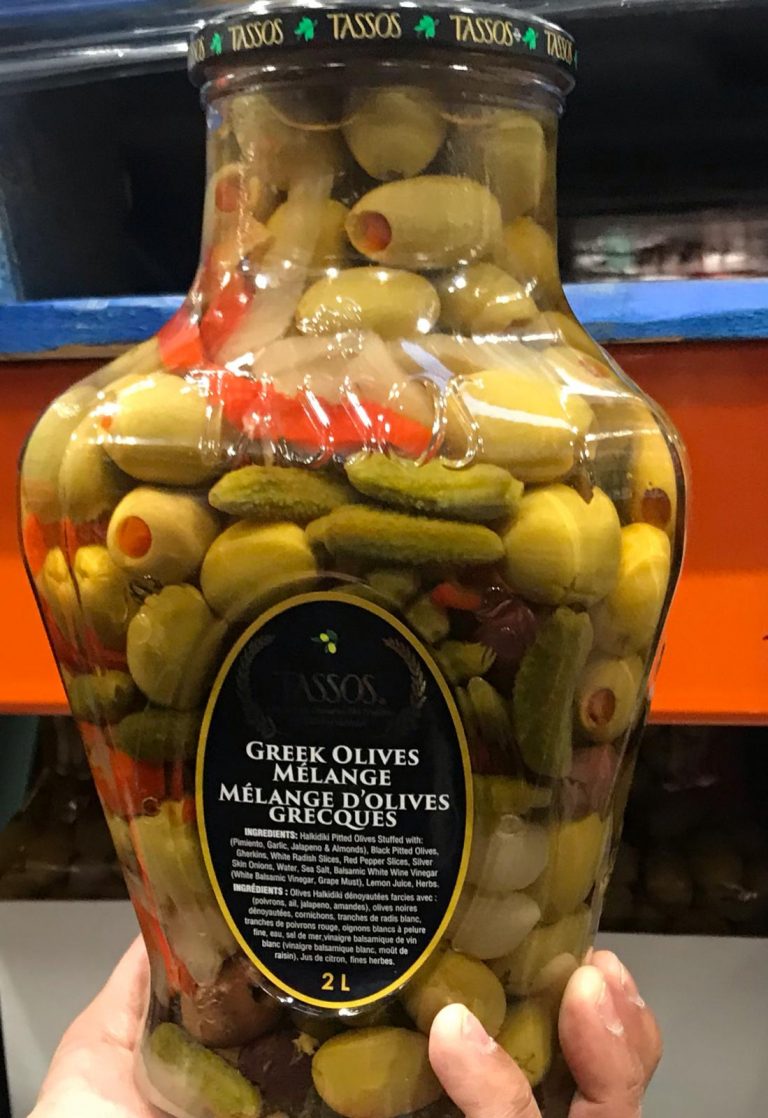 TASSOS TASSOS TASSOS
TASSOS.
GREEK OLIVES
MÉLANGE
MÉLANGE D'OLIVES
GRECQUES
INGREDIENTS: Halkidiki Pitted Olives Stuffed with:
(Pimiento, Garlic, Jalapeno & Almonds), Black Pitted Olives,
Gherkins, White Radish Slices, Red Pepper Slices, Silver
Skin Onions, Water, Sea Salt, Balsamic White Wine Vinegar
(White Balsamic Vinegar, Grape Must), Lemon Juice, Herbs.
INGRÉDIENTS : Olives Halkidiki dénoyautées farcies avec :
(poivrons, ail, jalapeno, amandes), olives noires
dénoyautées, cornichons, tranches de radis blanc,
tranches de poivrons rouge, oignons blancs à pelure
fine, eau, sel de mer,vinaigre balsamique de vin
blanc (vinaigre balsamique blanc, moût de
raisin), Jus de citron, fines herbes.
2 L